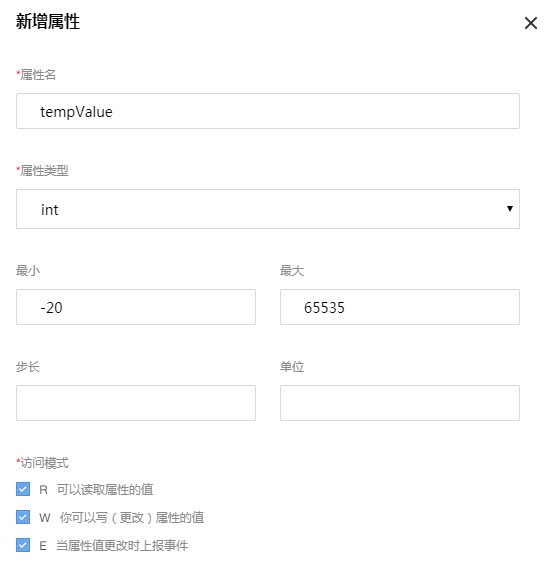 新增属性
*属性名
tempValue
*属性类型
int
最小 最大
-20 65535
步长 单位
*访问模式
R 可以读取属性的值
W 你可以写（更改）属性的值
E 当属性值更改时上报事件